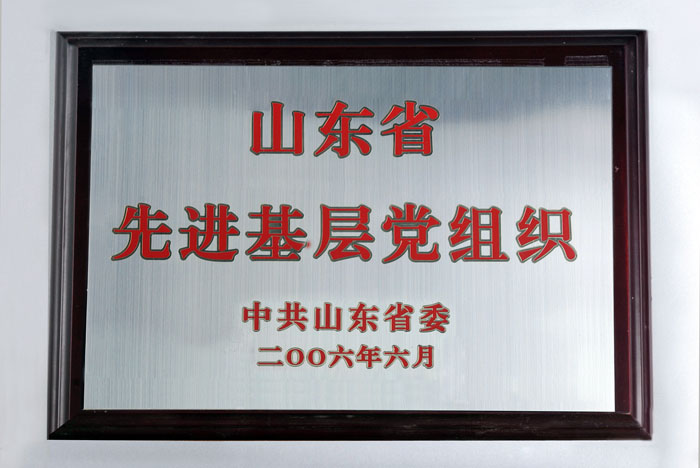 山东省
先进基层党组织
中共山东省委
二OO六年六月